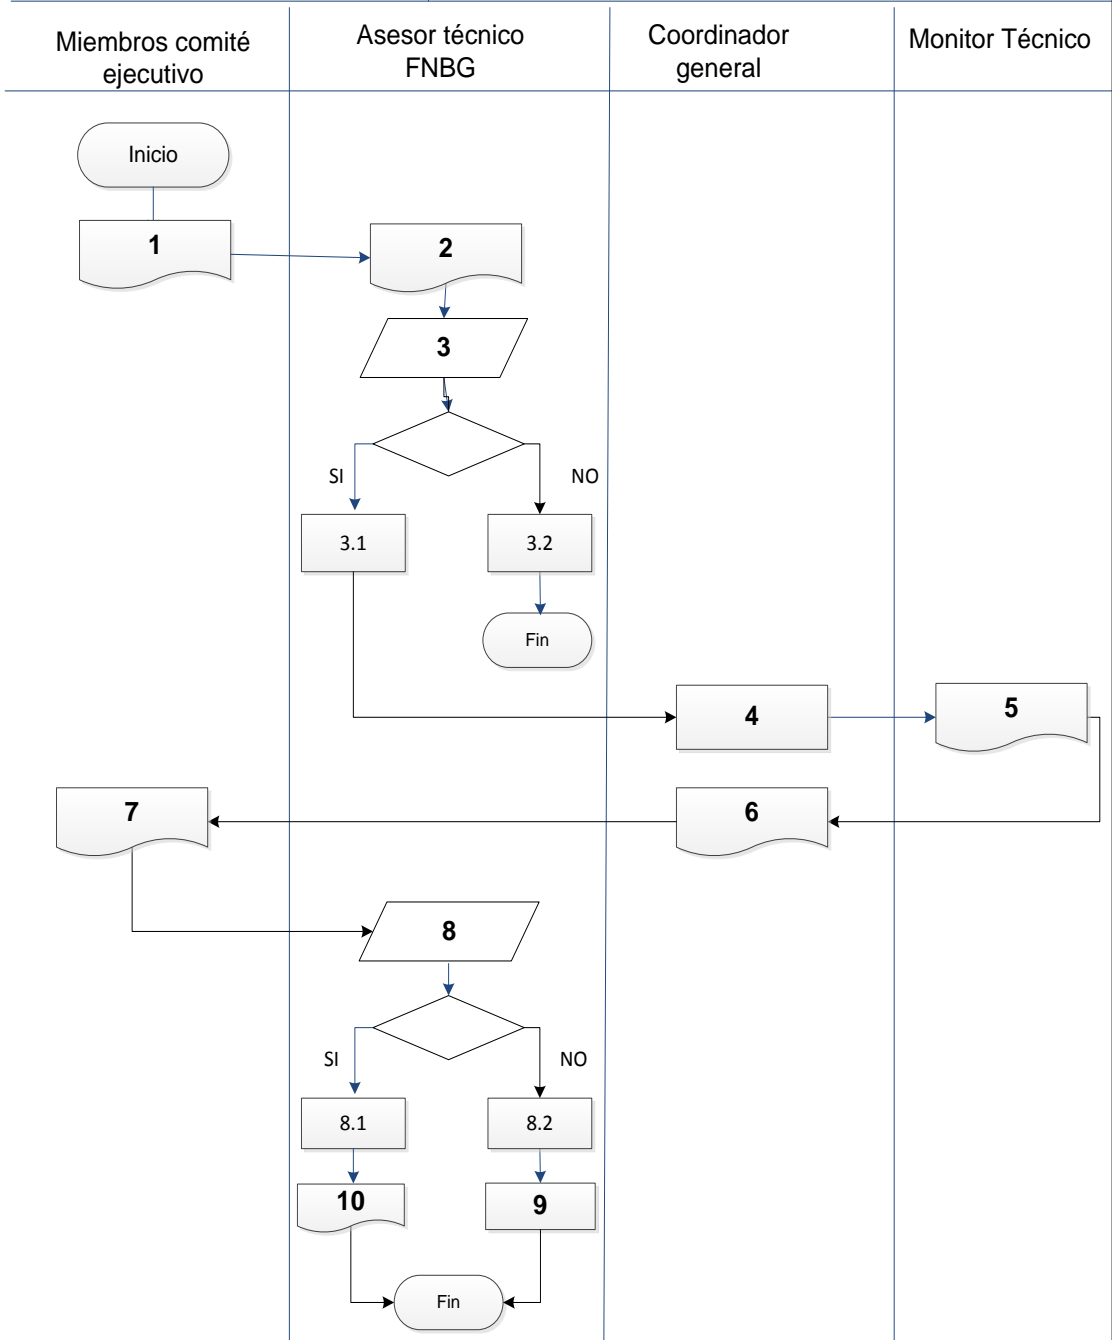 Miembros comité
ejecutivo
Asesor técnico
FNBG
Coordinador
general
Monitor Técnico
Inicio
1
2
3
SI
NO
3.1
3.2
Fin
4
5
7
6
8
SI
NO
8.1
8.2
10
9
Fin